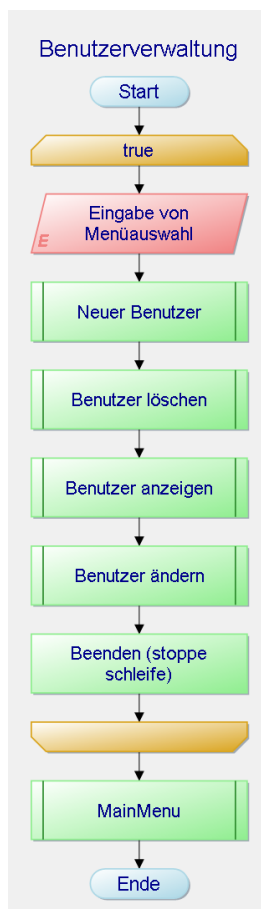 Benutzerverwaltung
Start
true
Eingabe von
Menüauswahl
E
Neuer Benutzer
Benutzer löschen
Benutzer anzeigen
Benutzer ändern
Beenden (stoppe
schleife)
MainMenu
Ende